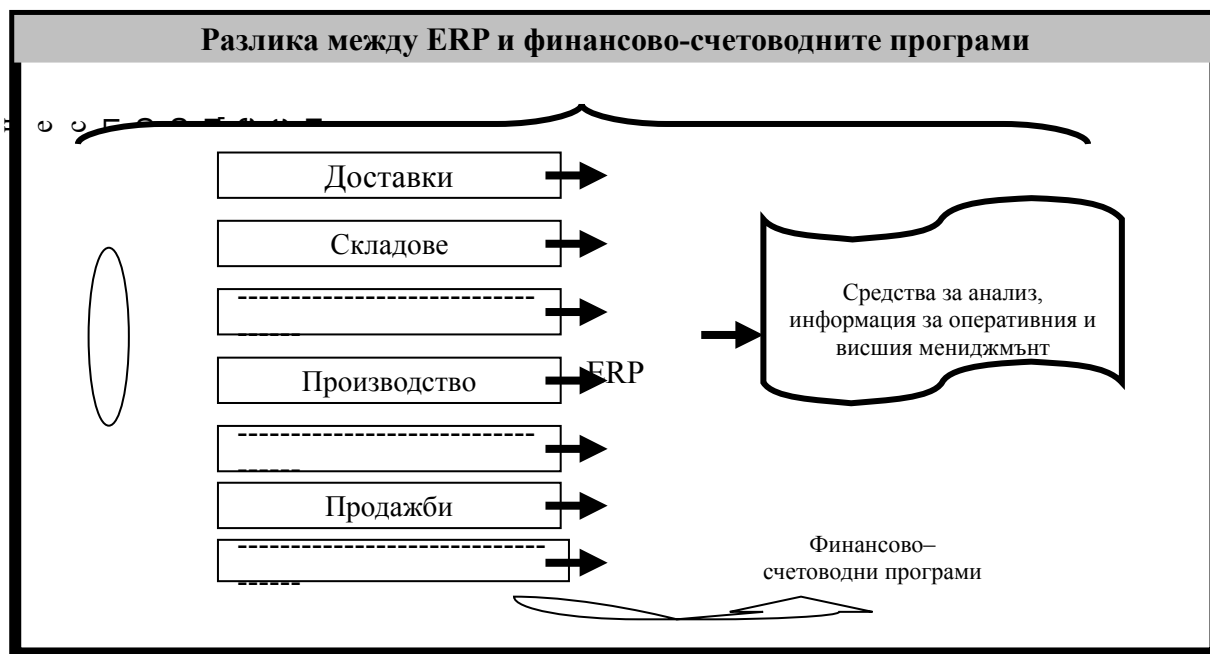 Разлика между ERP и финансово-счетоводните програми
Доставки
Складове
----------------------------
------
Производство
ERP
----------------------------
------
Продажби
-----------------------------
------
Средства за анализ,
информация за оперативния и
висшия мениджмънт
Финансово–
счетоводни програми